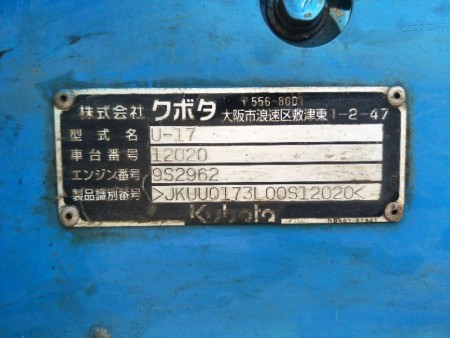 株式会社 クボタ 〒556-8601 大阪市浪速区敷津東1-2-47
型式名 U-17
車台番号 12020
エンジン番号 9S2962
製品識別番号 >JKUU0173L00S12020<
Kubota